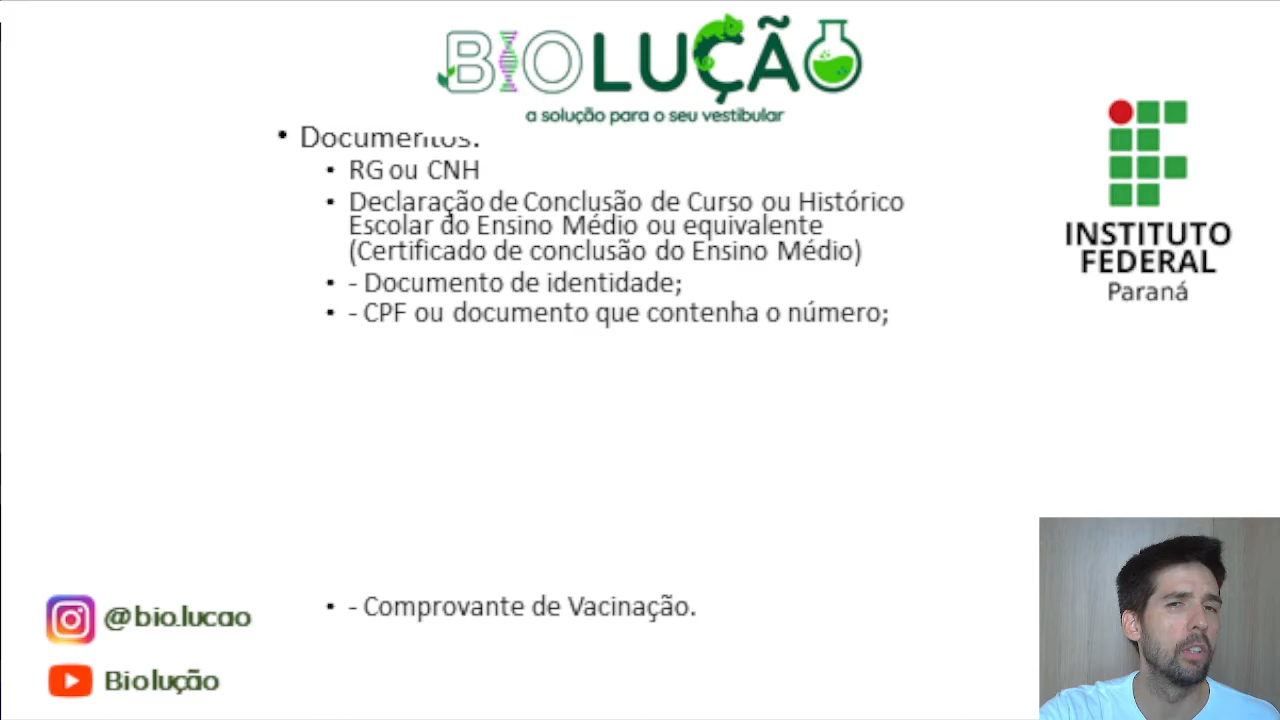 BIOLUÇÃO
a solução para o seu vestibular
• Documentos:
• RG ou CNH
• Declaração de Conclusão de Curso ou Histórico
Escolar do Ensino Médio ou equivalente
(Certificado de conclusão do Ensino Médio)
• - Documento de identidade;
• - CPF ou documento que contenha o número;
• - Comprovante de Vacinação.
INSTITUTO
FEDERAL
Paraná
@bio.lucao
Biolução